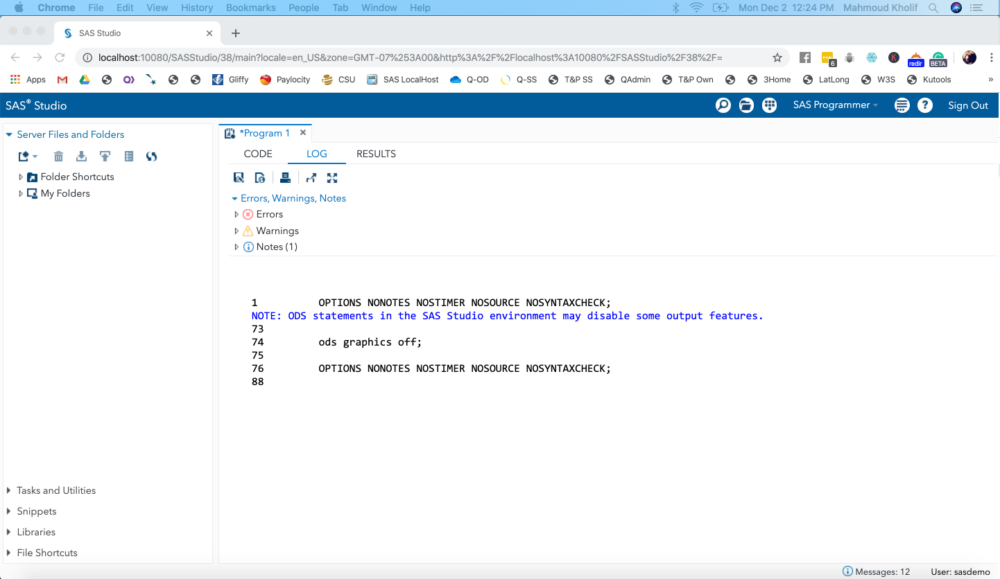 Chrome File Edit View History Bookmarks People Tab Window Help Mon Dec 2 12:24 PM Mahmoud Kholif
SAS Studio
localhost:10080/SASStudio/38/main?locale=en_US&zone=GMT-07%253A00&http%3A%2F%2Flocalhost%3A10080%2FSASStudio%2F38%2F= 6 K redir BETA
Apps Gliffy Paylocity CSU SAS LocalHost Q-OD Q-SS T&P SS QAdmin T&P Own 3Home LatLong W3S Kutools »
SAS® Studio SAS Programmer ? Sign Out
Server Files and Folders
Folder Shortcuts
My Folders
Tasks and Utilities
Snippets
Libraries
File Shortcuts
*Program 1
CODE LOG RESULTS
Errors, Warnings, Notes
Errors
Warnings
Notes (1)
1 OPTIONS NONOTES NOSTIMER NOSOURCE NOSYNTAXCHECK;
NOTE: ODS statements in the SAS Studio environment may disable some output features.
73
74 ods graphics off;
75
76 OPTIONS NONOTES NOSTIMER NOSOURCE NOSYNTAXCHECK;
88
Messages: 12 User: sasdemo